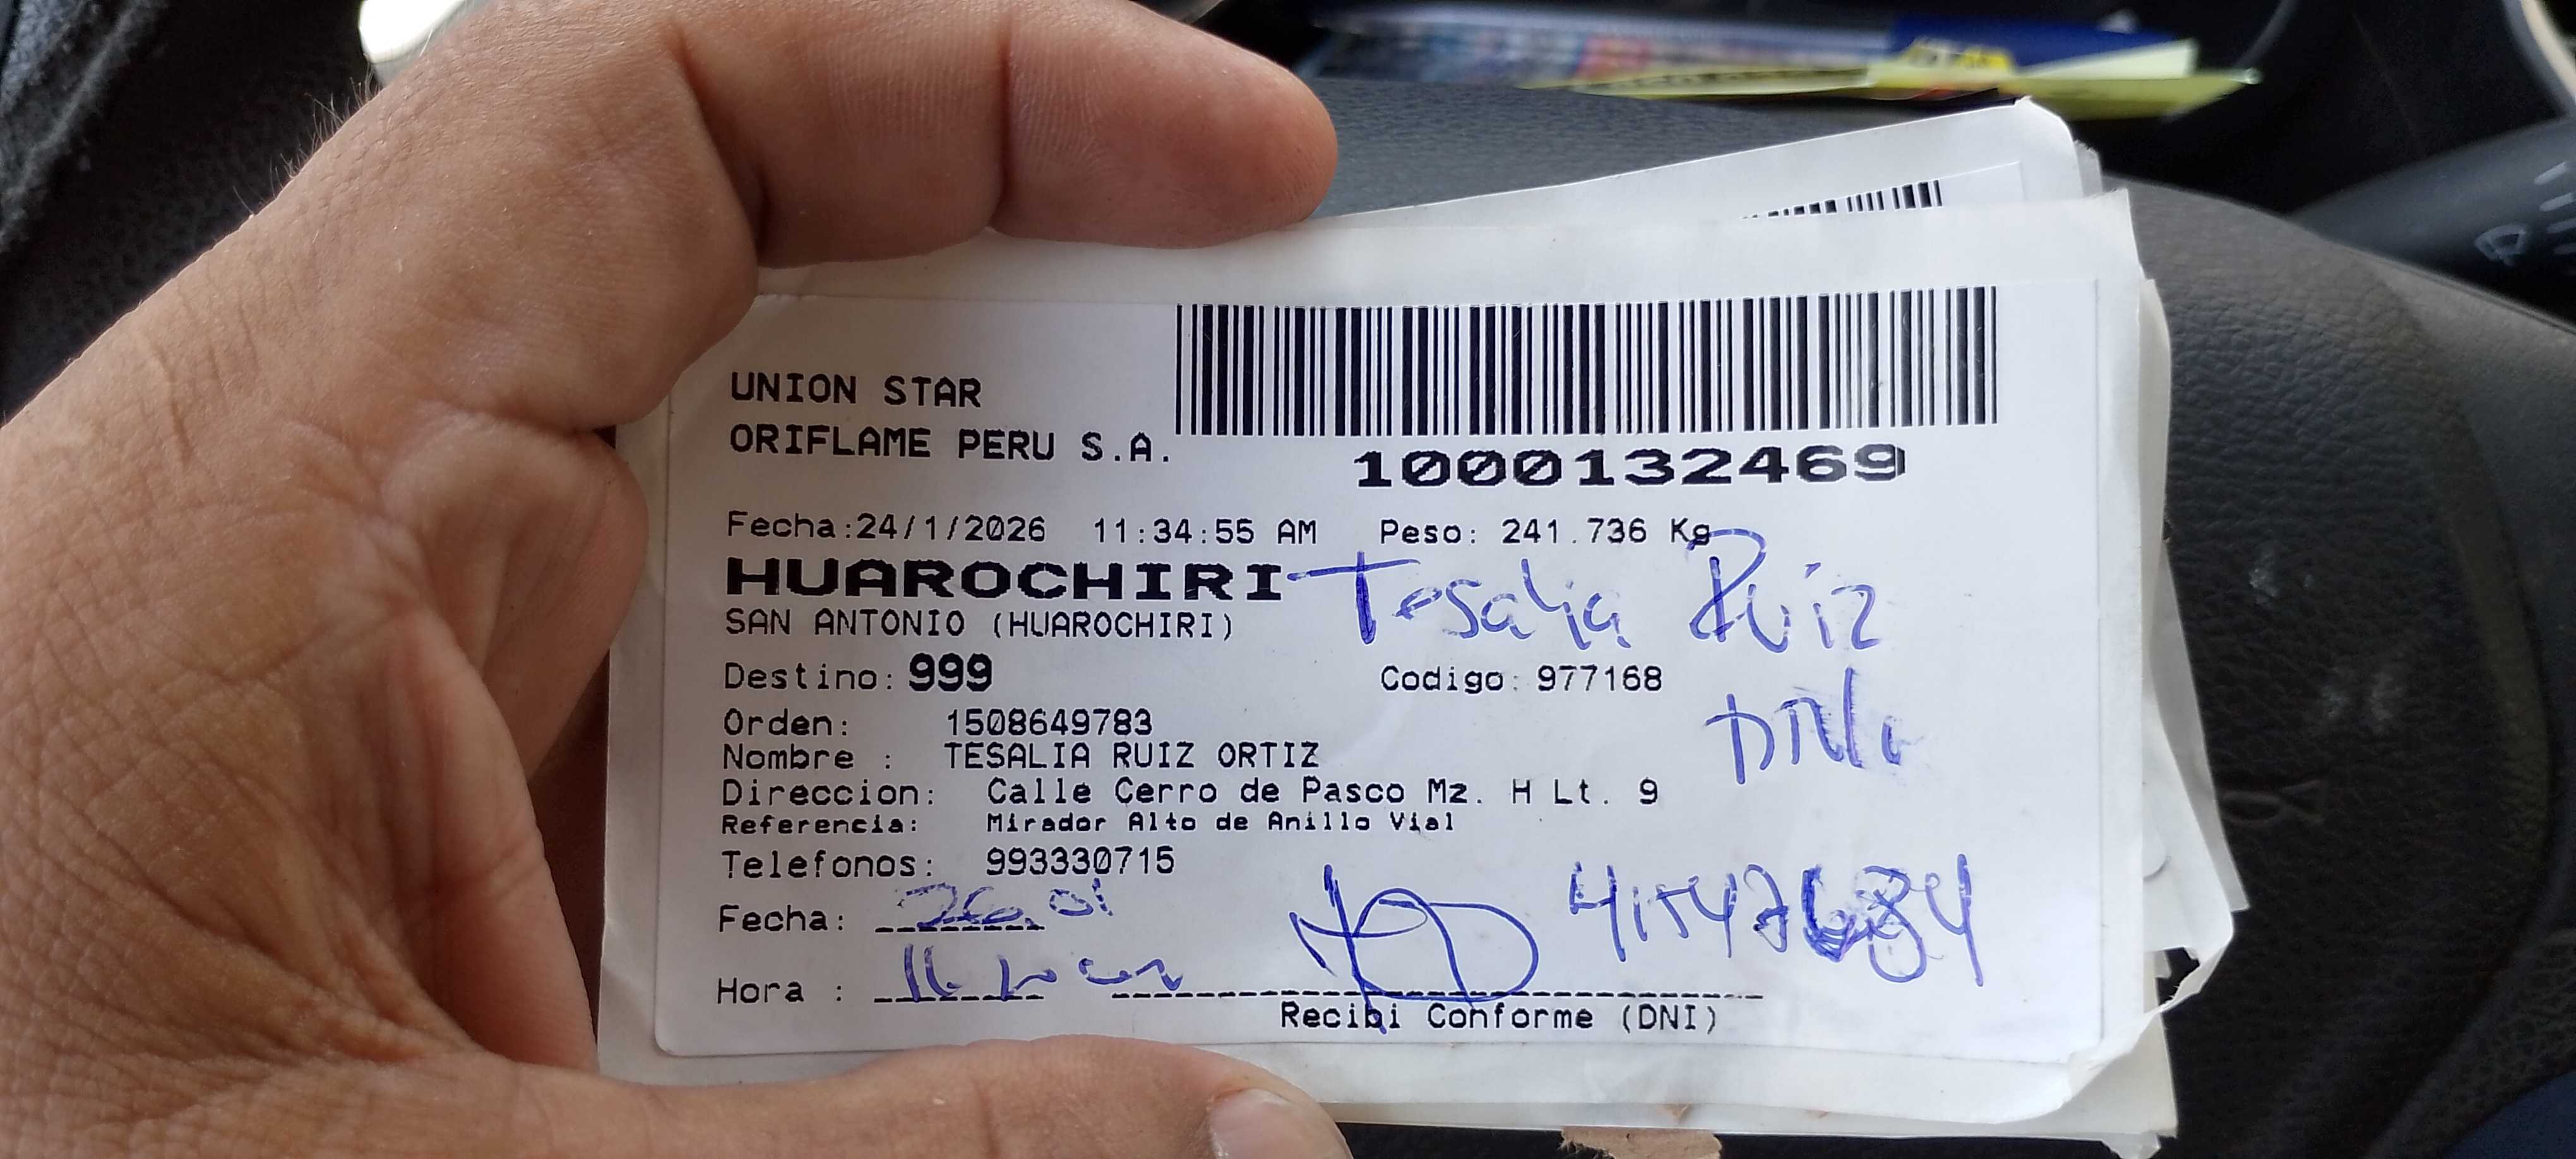 UNION STAR
ORIFLAME PERU S.A.
1000132469
Fecha:24/1/2026 11:34:55 AM Peso: 241.736 Kg
HUAROCHIRI Tesalia Ruiz
SAN ANTONIO (HUAROCHIRI)
Destino: 999 Codigo: 977168
Orden: 1508649783
Nombre : TESALIA RUIZ ORTIZ
Direccion: Calle Cerro de Pasco Mz. H Lt. 9
Referencia: Mirador Alto de Anillo Vial
Telefonos: 993330715
Fecha: 26 01
Hora :
Recibi Conforme (DNI)